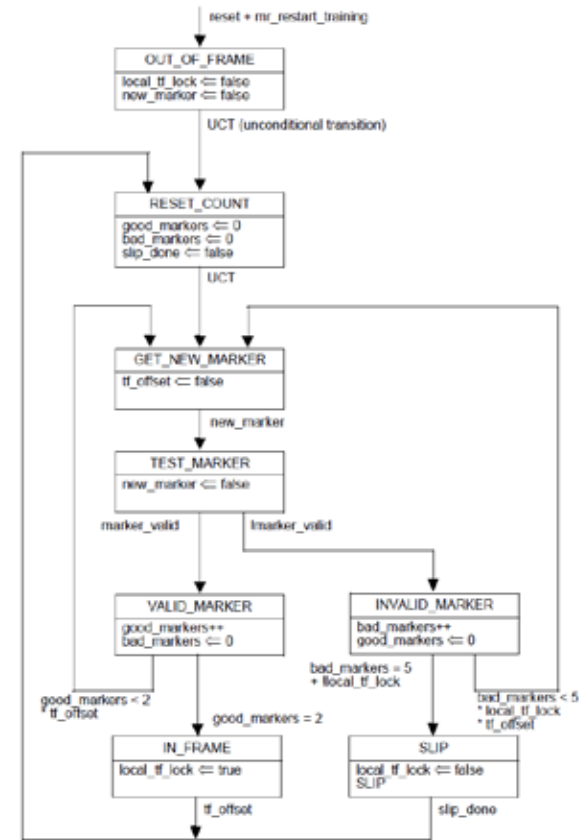 reset + mr_restart_training
OUT_OF_FRAME
local_tf_lock ⇐ false
new_marker ⇐ false
UCT (unconditional transition)
RESET_COUNT
good_markers ⇐ 0
bad_markers ⇐ 0
slip_done ⇐ false
UCT
GET_NEW_MARKER
tf_offset ⇐ false
new_marker
TEST_MARKER
new_marker ⇐ false
marker_valid
!marker_valid
VALID_MARKER
good_markers++
bad_markers ⇐ 0
INVALID_MARKER
bad_markers++
good_markers ⇐ 0
good_markers < 2
* tf_offset
good_markers = 2
bad_markers = 5
+ !local_tf_lock
bad_markers < 5
* local_tf_lock
* tf_offset
IN_FRAME
local_tf_lock ⇐ true
SLIP
local_tf_lock ⇐ false
SLIP
tf_offset
slip_done